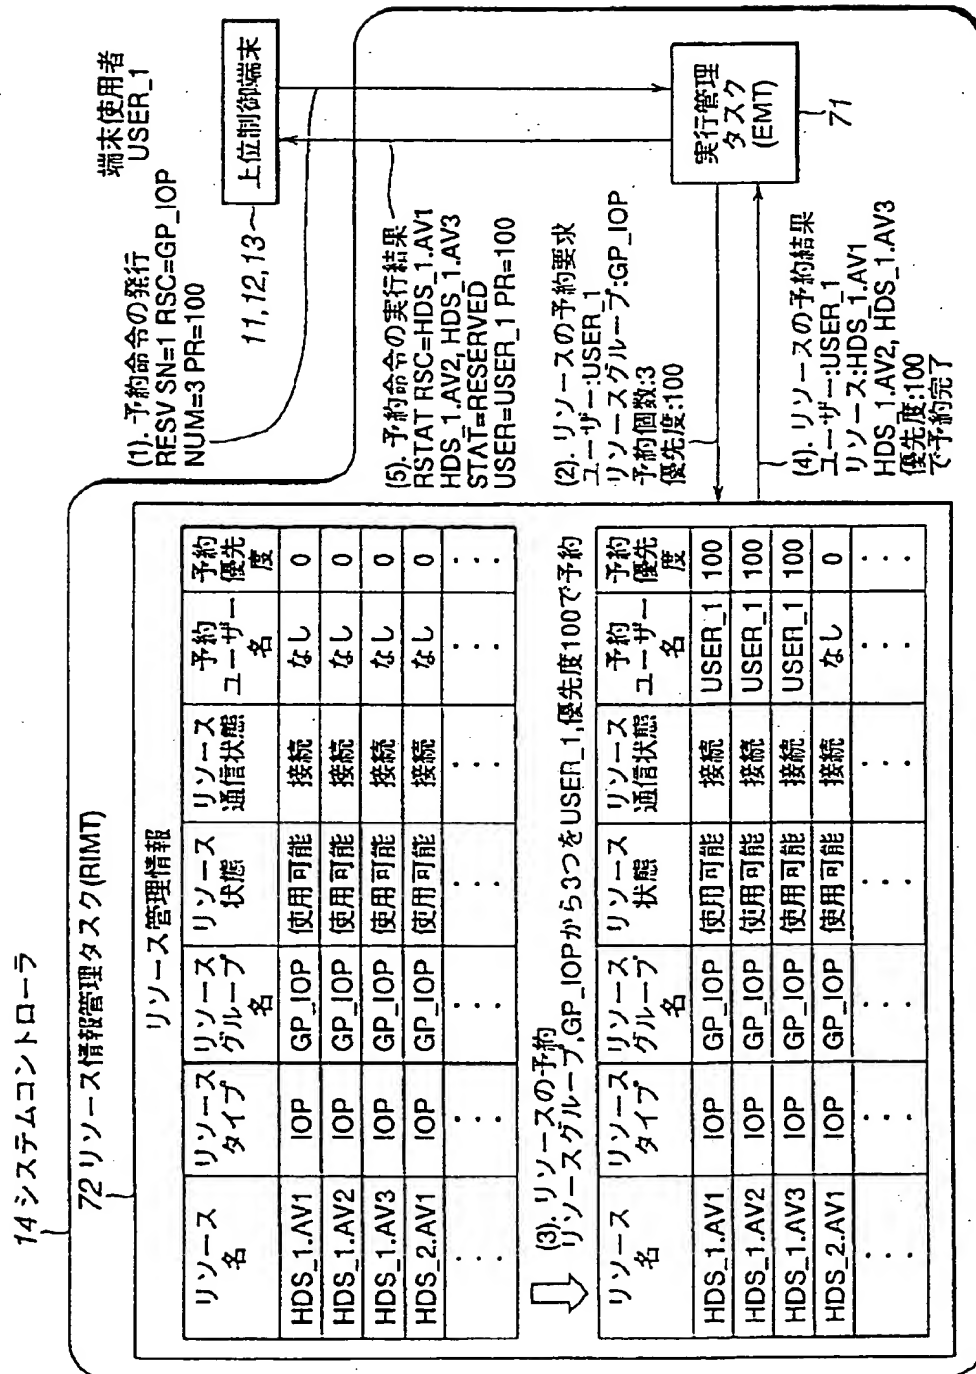 14 システムコントローラ
72 リソース情報管理タスク(RIMT)
リソース管理情報
リソース名 リソースタイプ リソースグループ名 リソース状態 リソース通信状態 予約ユーザー名 予約優先度
HDS_1.AV1 IOP GP_IOP 使用可能 接続 なし 0
HDS_1.AV2 IOP GP_IOP 使用可能 接続 なし 0
HDS_1.AV3 IOP GP_IOP 使用可能 接続 なし 0
HDS_2.AV1 IOP GP_IOP 使用可能 接続 なし 0
... ... ... ... ... ... ...
(3). リソースの予約
リソースグループ,GP_IOPから3つをUSER_1,優先度100で予約
リソース名 リソースタイプ リソースグループ名 リソース状態 リソース通信状態 予約ユーザー名 予約優先度
HDS_1.AV1 IOP GP_IOP 使用可能 接続 USER_1 100
HDS_1.AV2 IOP GP_IOP 使用可能 接続 USER_1 100
HDS_1.AV3 IOP GP_IOP 使用可能 接続 USER_1 100
HDS_2.AV1 IOP GP_IOP 使用可能 接続 なし 0
... ... ... ... ... ... ...
(1). 予約命令の発行
RESV SN=1 RSC=GP_IOP
NUM=3 PR=100
端末使用者
USER_1
上位制御端末
11,12,13
(5). 予約命令の実行結果
RSTAT RSC=HDS_1.AV1
HDS_1.AV2, HDS_1.AV3
STAT=RESERVED
USER=USER_1 PR=100
(2). リソースの予約要求
ユーザー:USER_1
リソースグループ:GP_IOP
予約個数:3
優先度:100
(4). リソースの予約結果
ユーザー:USER_1
リソース:HDS_1.AV1
HDS_1.AV2, HDS_1.AV3
優先度:100
で予約完了
実行管理
タスク
(EMT)
71